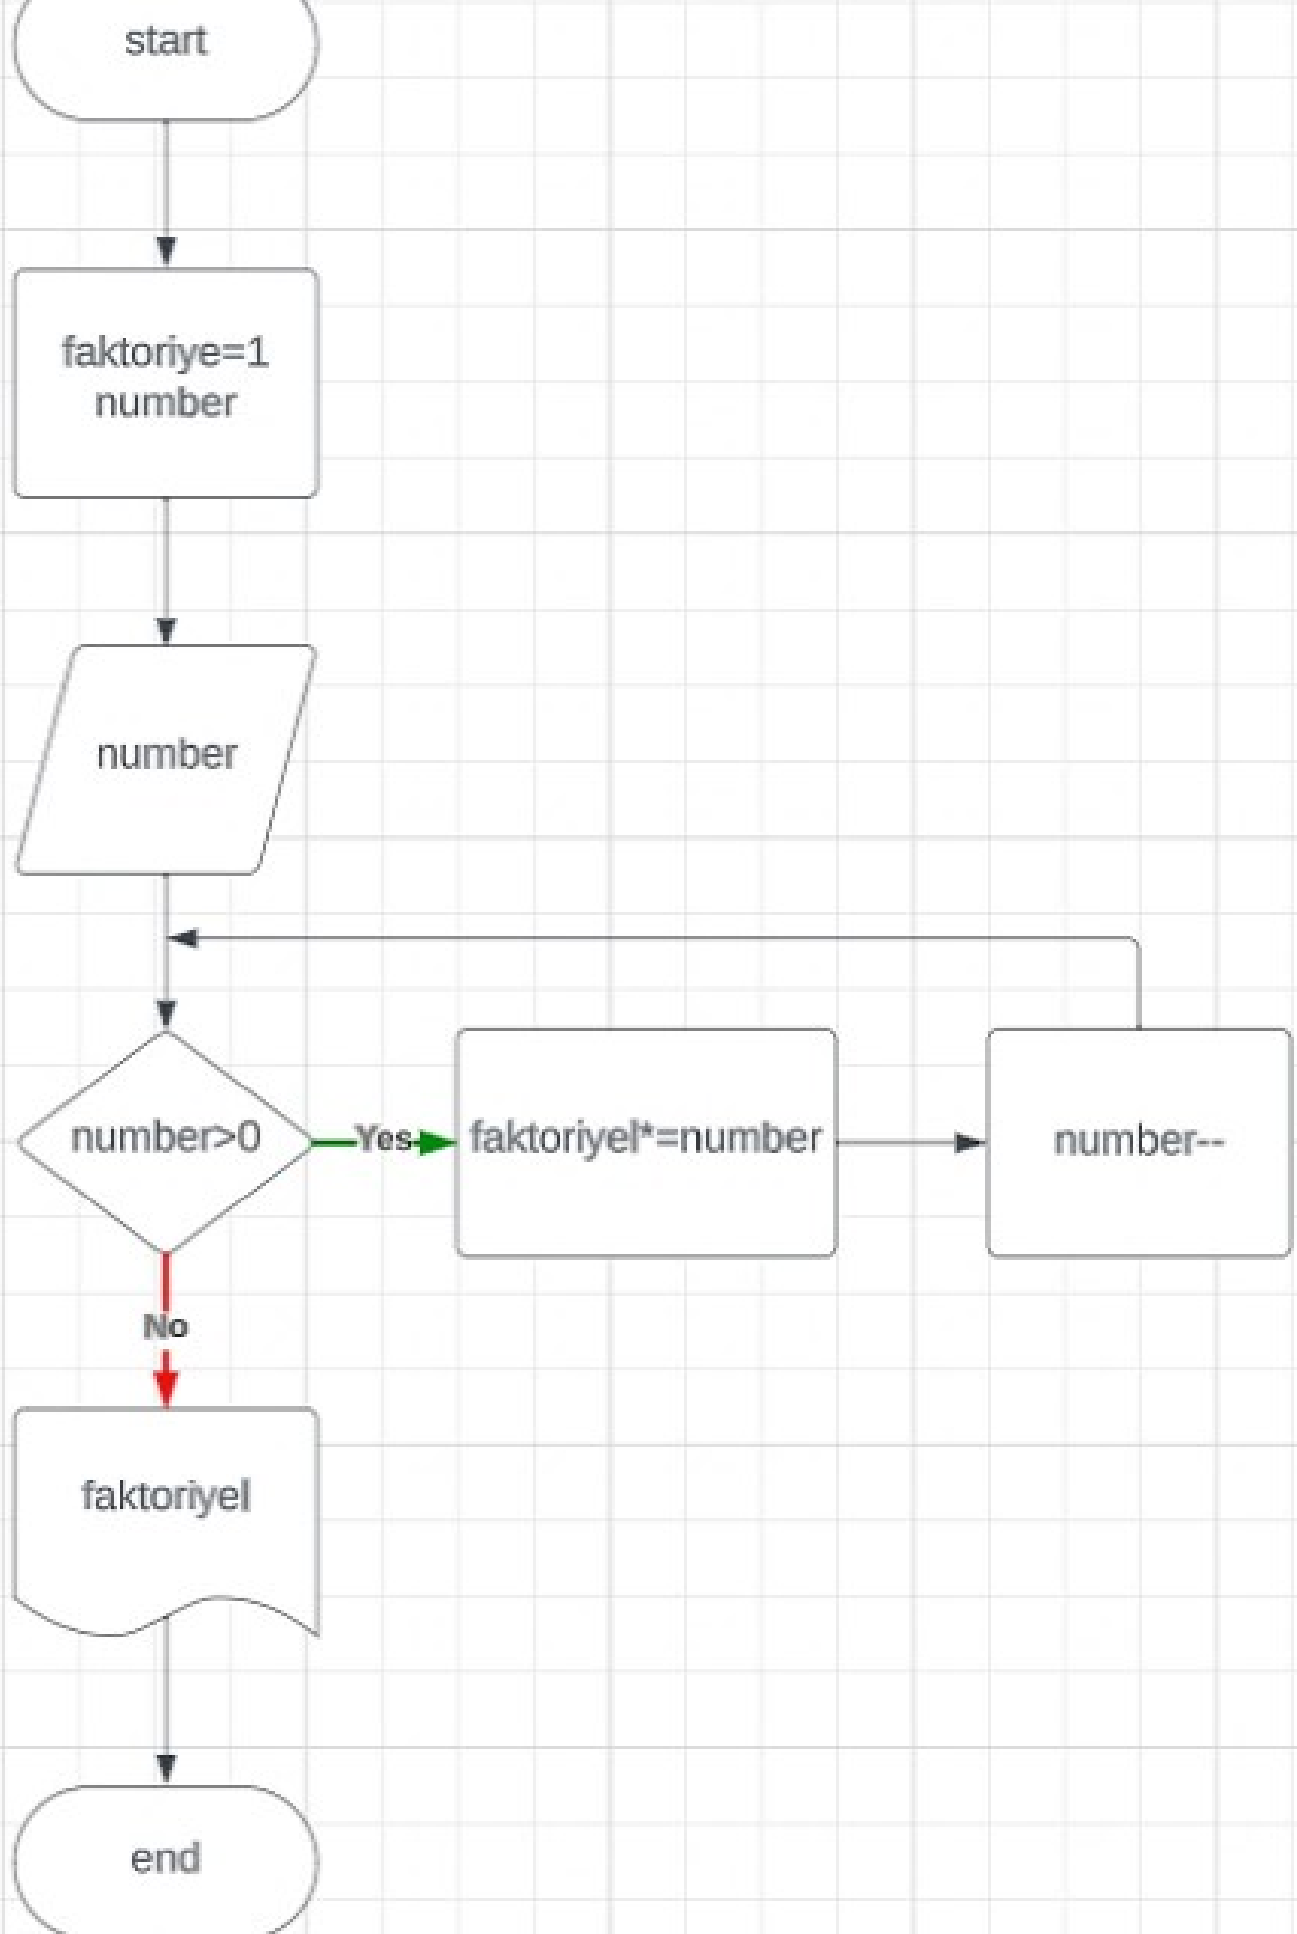 start
faktoriye=1
number
number
number>0
Yes
faktoriyel*=number
number--
No
faktoriyel
end